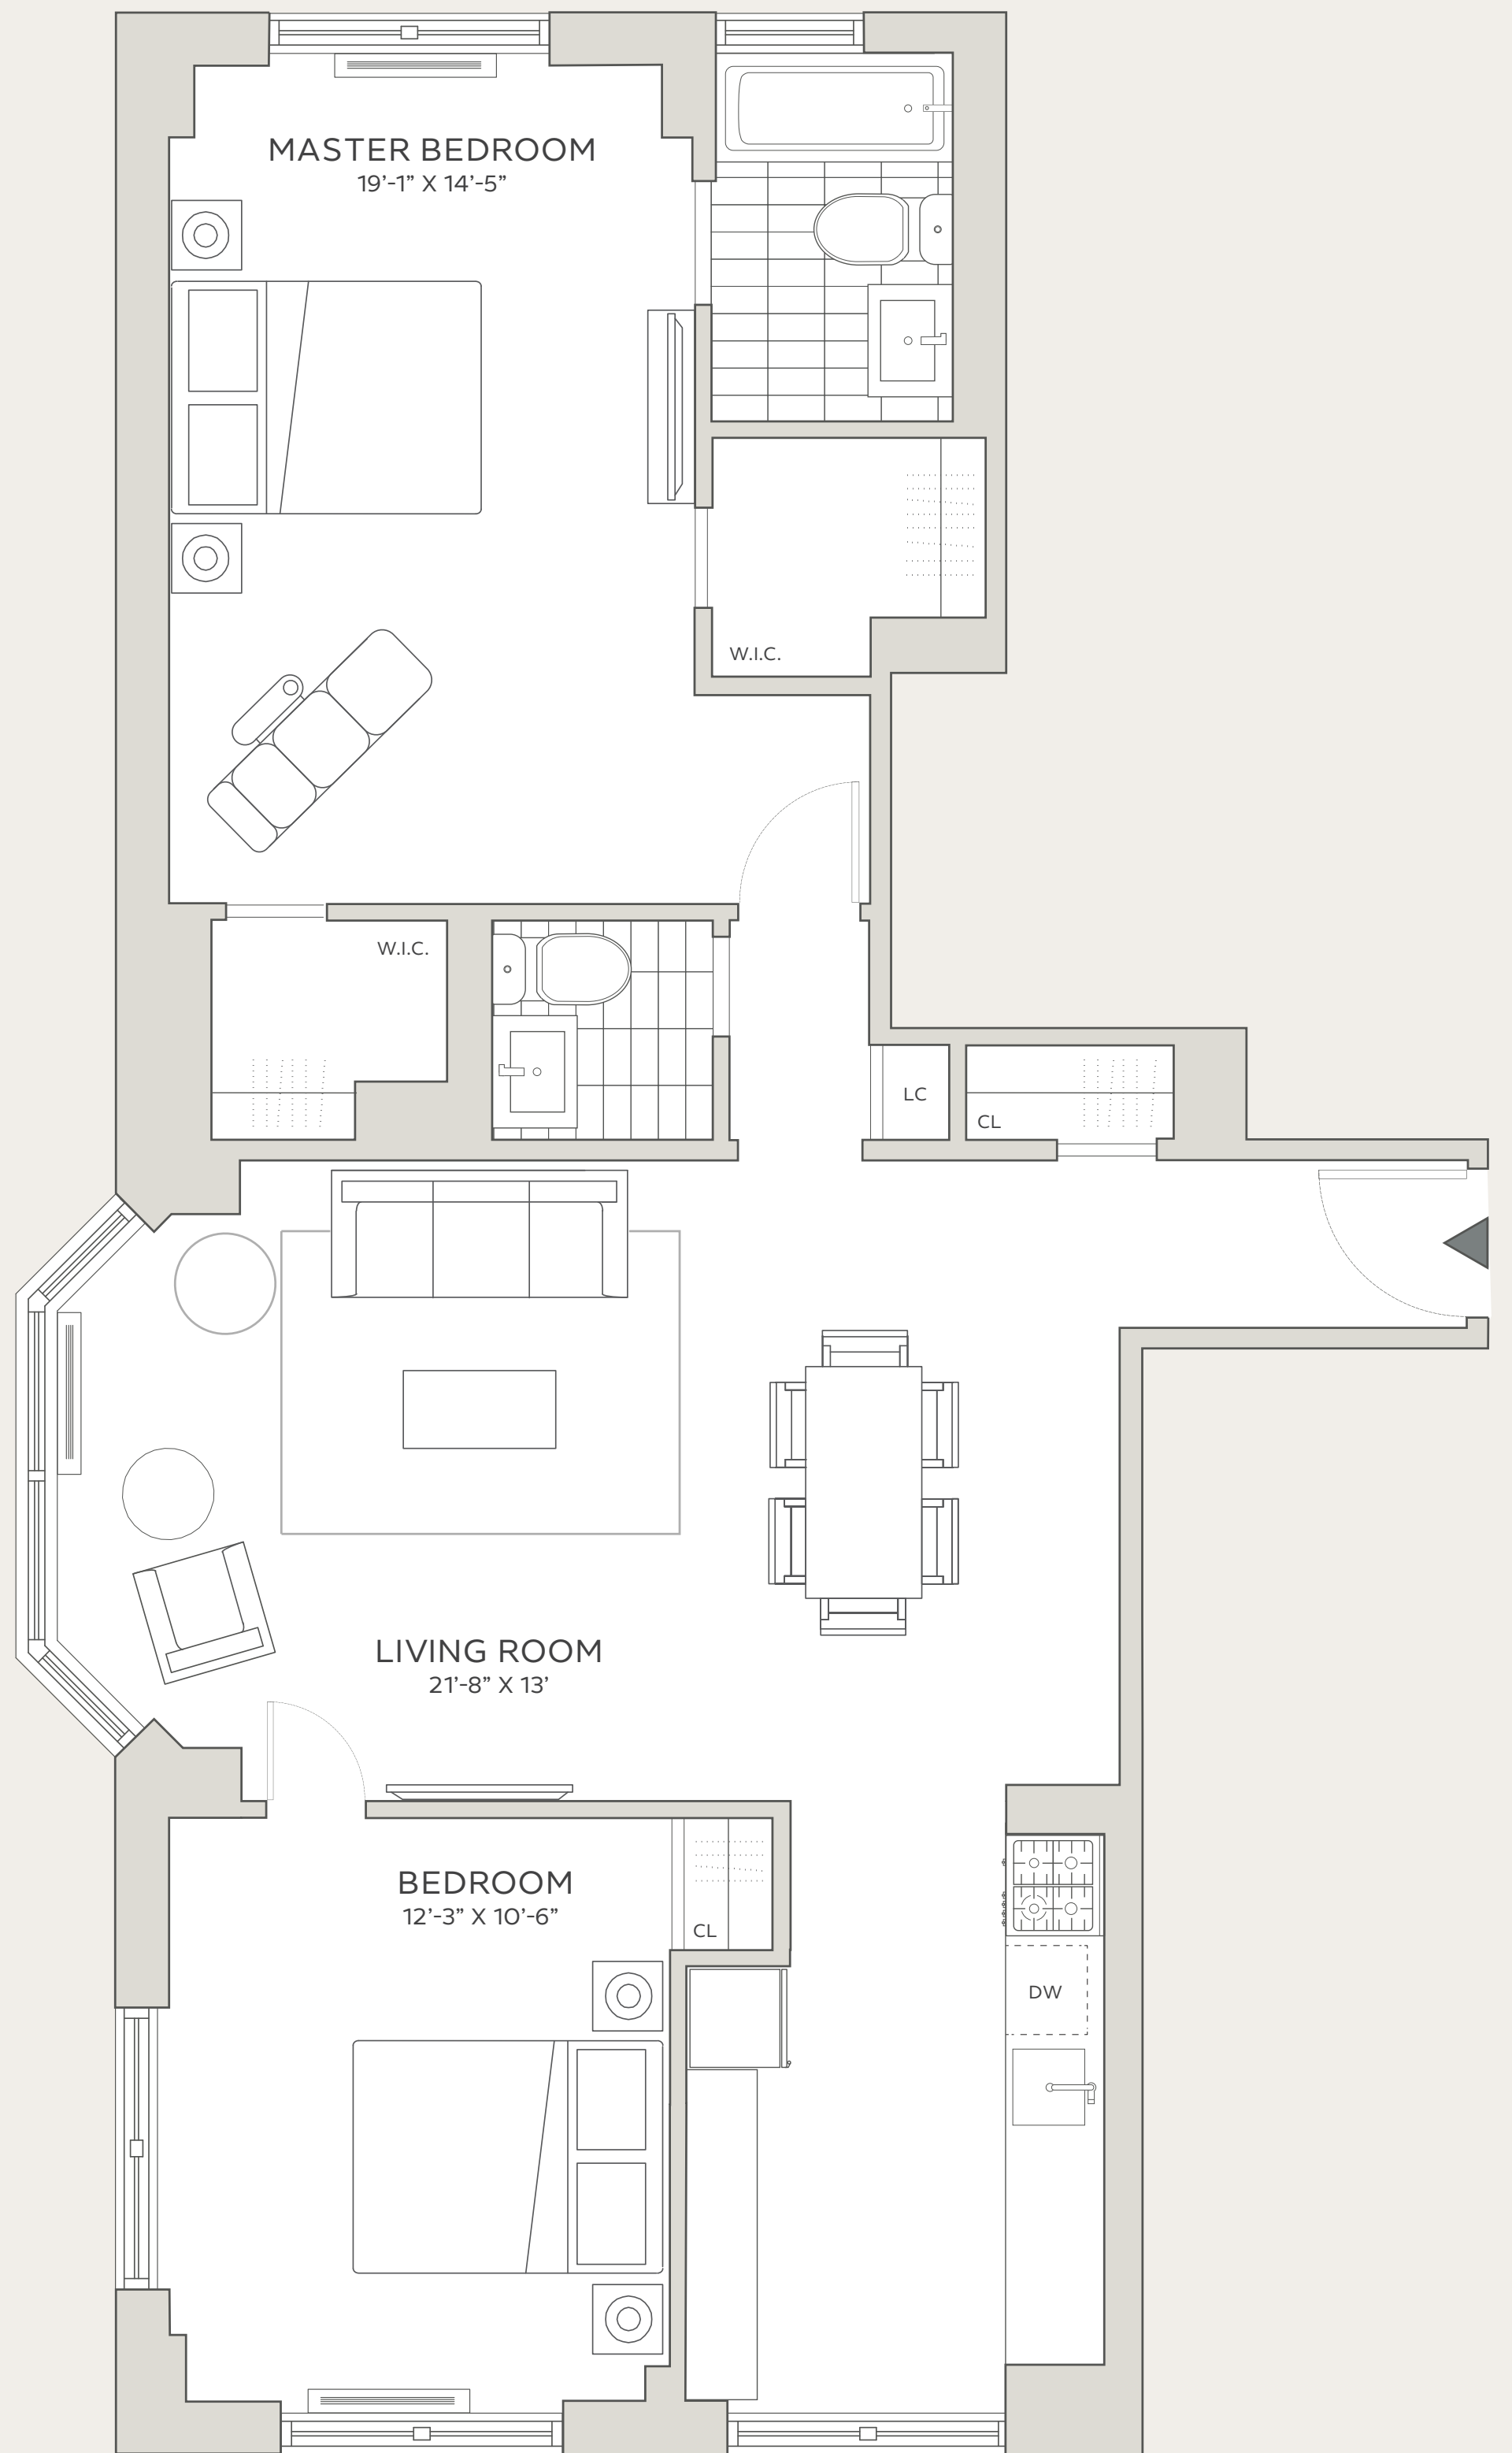 MASTER BEDROOM
19’-1” X 14’-5”
W.I.C.
W.I.C.
LC
CL
LIVING ROOM
21’-8” X 13’
BEDROOM
12’-3” X 10’-6”
CL
DW